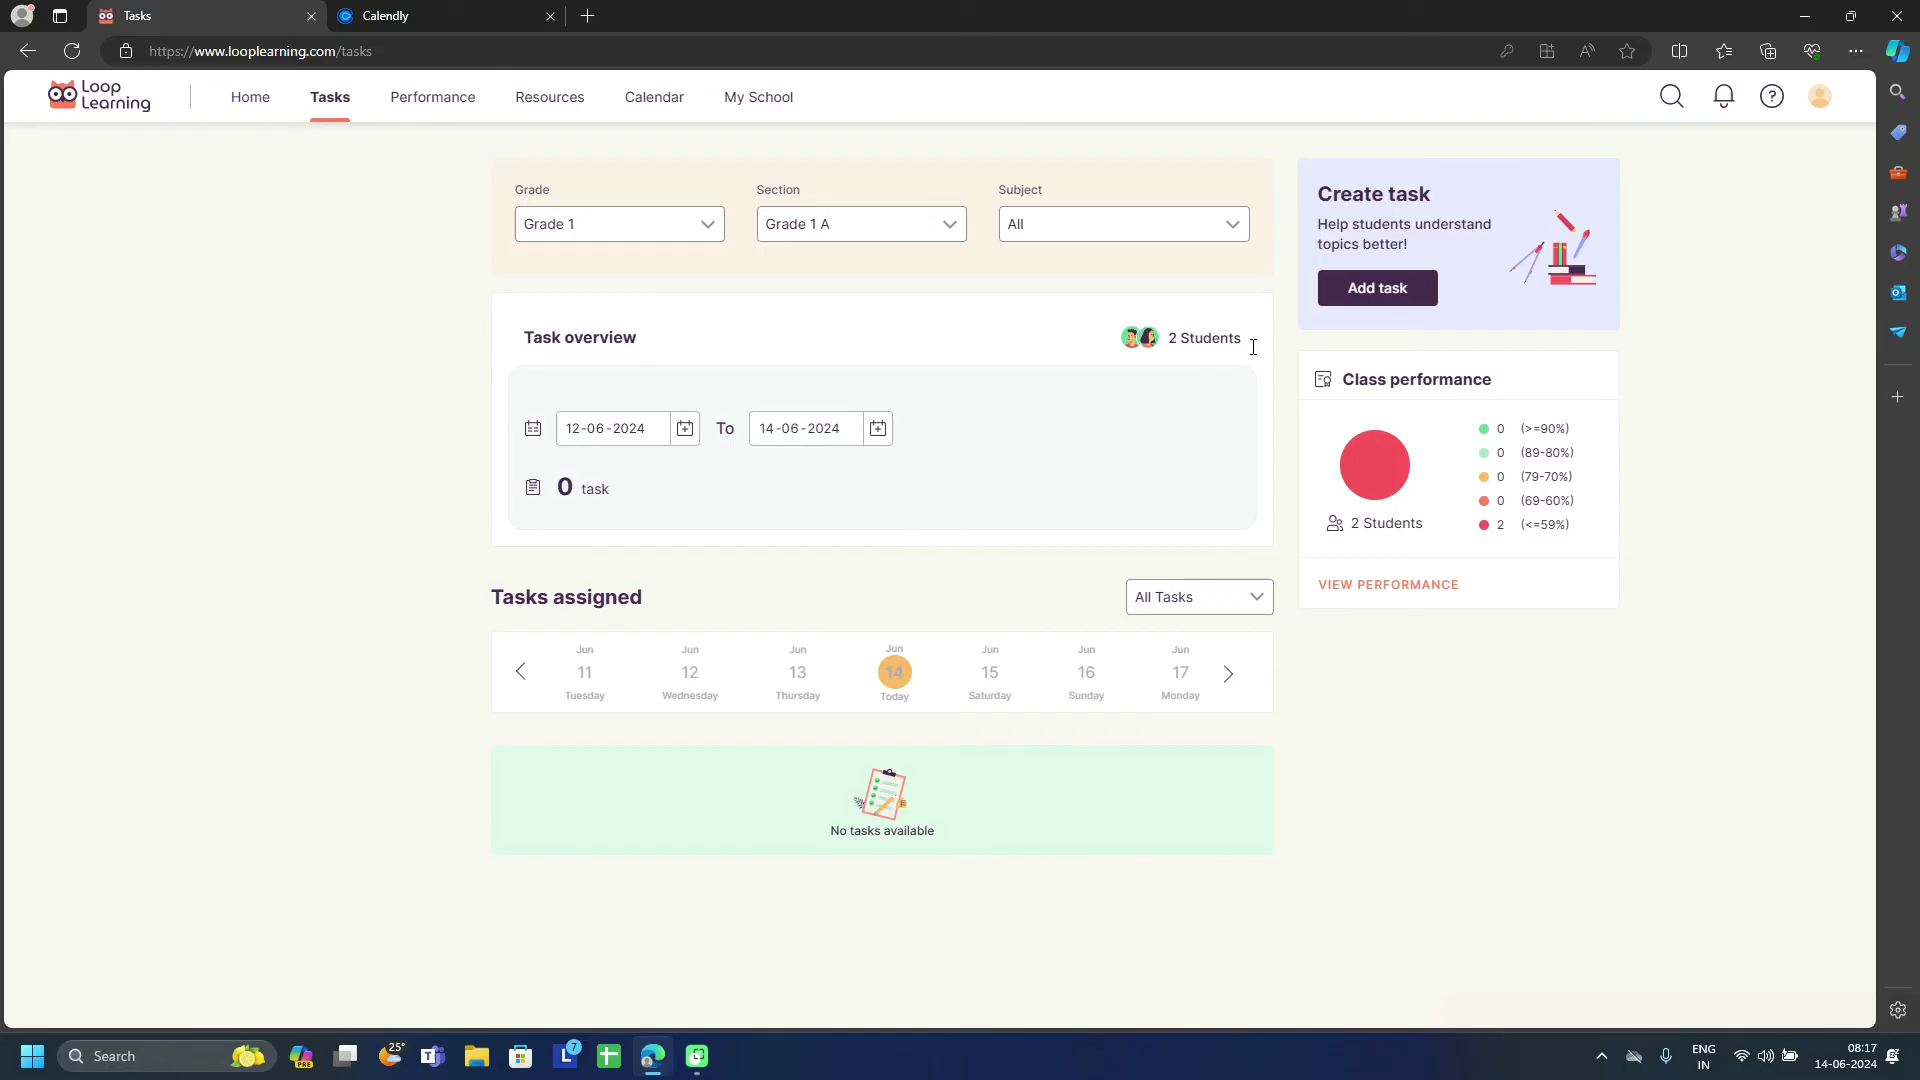 Tasks
Calendly
https://www.looplearning.com/tasks
Loop
Learning
Home
Tasks
Performance
Resources
Calendar
My School
Grade
Section
Subject
Grade 1
Grade 1 A
All
Create task
Help students understand
topics better!
Add task
Task overview
2 Students
12-06-2024
To
14-06-2024
0 task
Class performance
0 (>=90%)
0 (89-80%)
0 (79-70%)
0 (69-60%)
2 (<=59%)
2 Students
VIEW PERFORMANCE
Tasks assigned
All Tasks
Jun Jun Jun Jun Jun Jun Jun
11 12 13 14 15 16 17
Tuesday Wednesday Thursday Today Saturday Sunday Monday
No tasks available
Search
PRE
25°
7
ENG
IN
08:17
14-06-2024